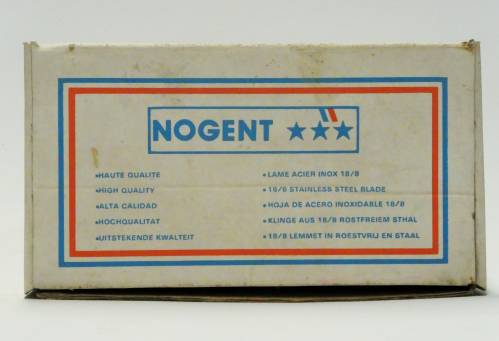 NOGENT ★★★
•HAUTE QUALITE
•HIGH QUALITY
•ALTA CALIDAD
•HOCHQUALITAT
•UITSTEKENDE KWALTEIT
•LAME ACIER INOX 18/8
•18/8 STAINLESS STEEL BLADE
•HOJA DE ACERO INOXIDABLE 18/8
•KLINGE AUS 18/8 ROSTFREIEM STHAL
•18/8 LEMMET IN ROESTVRIJ EN STAAL